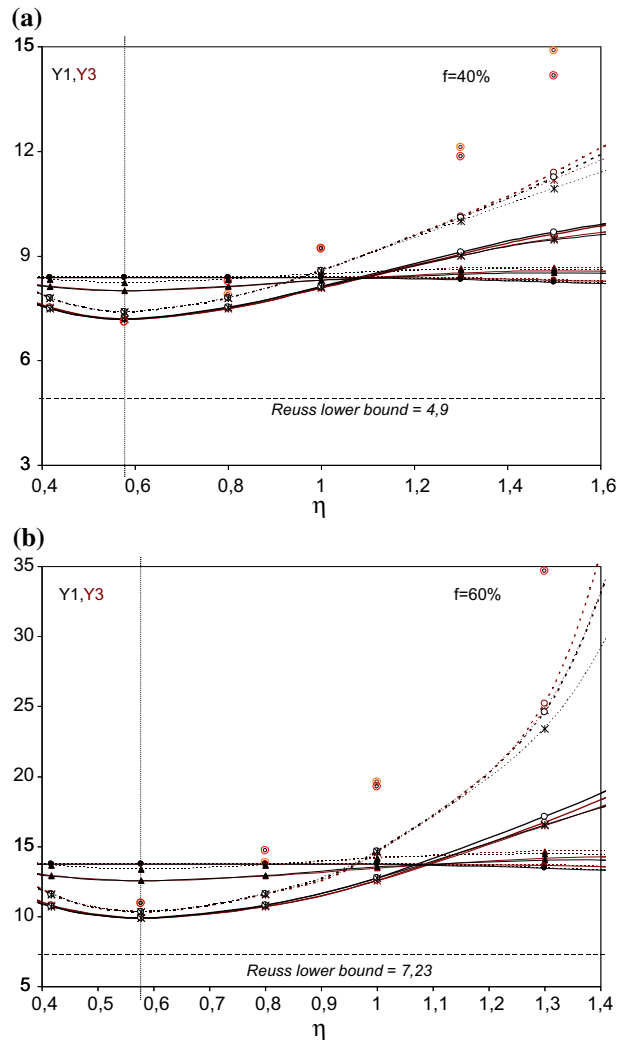 (a)
15
Y1,Y3
f=40%
12
9
6
Reuss lower bound = 4,9
3
0,4 0,6 0,8 1 1,2 1,4 1,6
η
(b)
35
Y1,Y3
f=60%
30
25
20
15
10
Reuss lower bound = 7,23
5
0,4 0,5 0,6 0,7 0,8 0,9 1 1,1 1,2 1,3 1,4
η